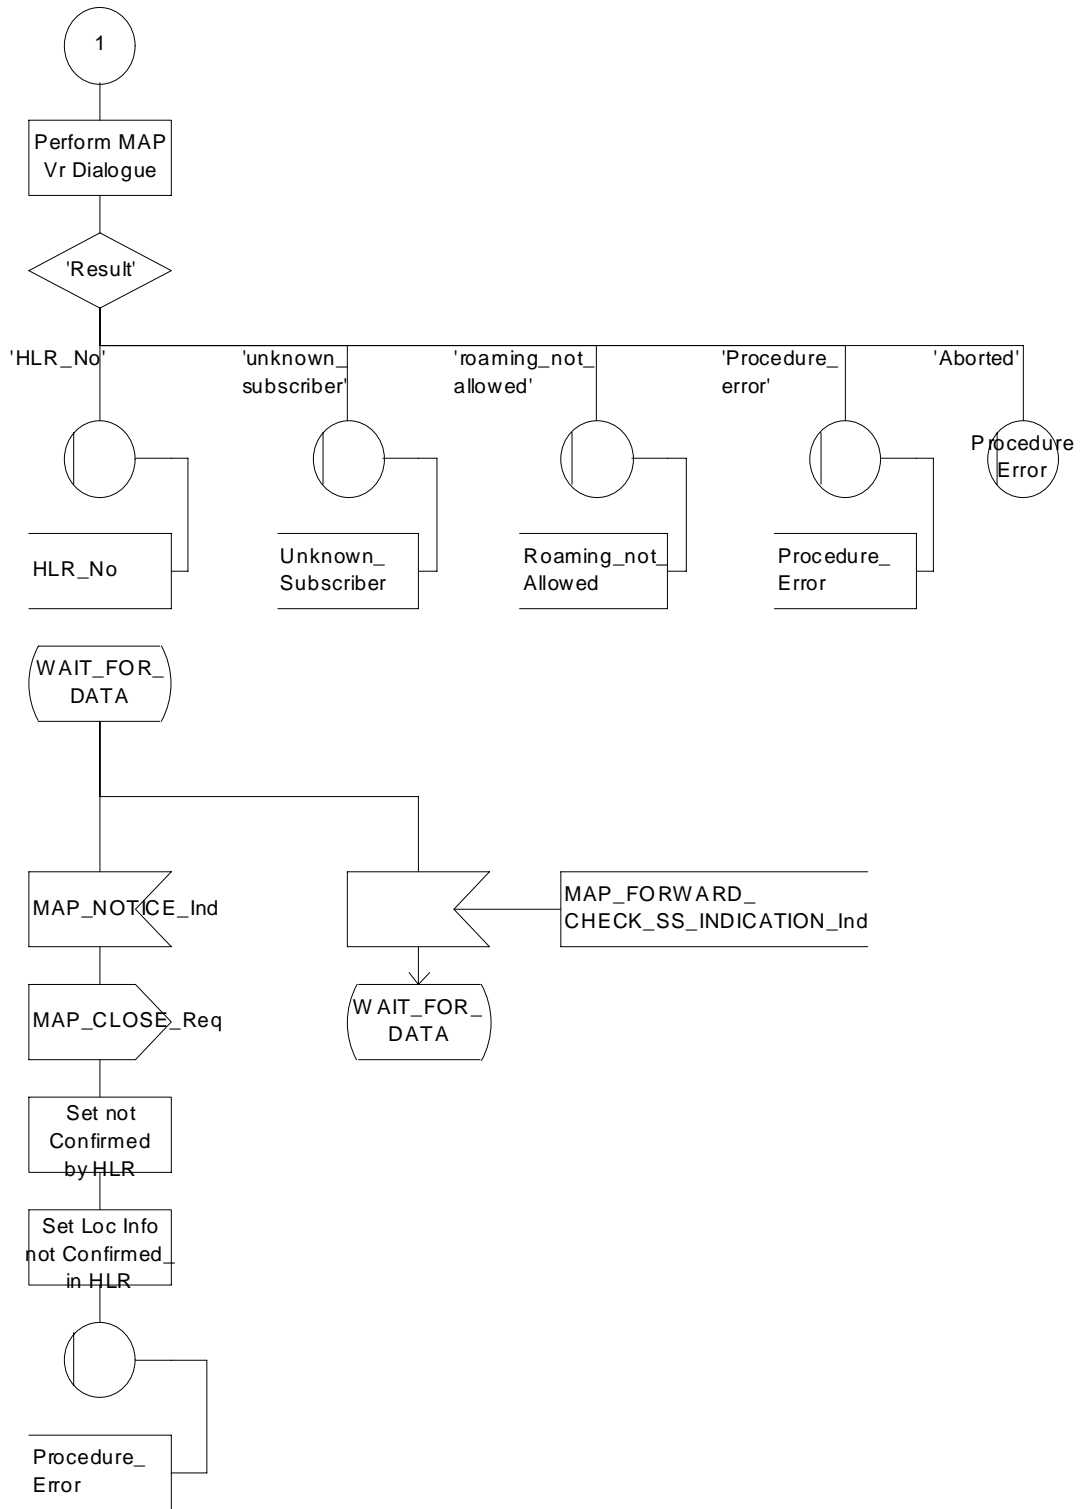 1
Perform MAP
Vr Dialogue
'Result'
'HLR_No'
'unknown_
subscriber'
'roaming_not_
allowed'
'Procedure_
error'
'Aborted'
Procedure
Error
HLR_No
Unknown_
Subscriber
Roaming_not_
Allowed
Procedure_
Error
WAIT_FOR_
DATA
MAP_NOTICE_Ind
MAP_FORWARD_
CHECK_SS_INDICATION_Ind
MAP_CLOSE_Req
WAIT_FOR_
DATA
Set not
Confirmed
by HLR
Set Loc Info
not Confirmed_
in HLR
Procedure_
Error